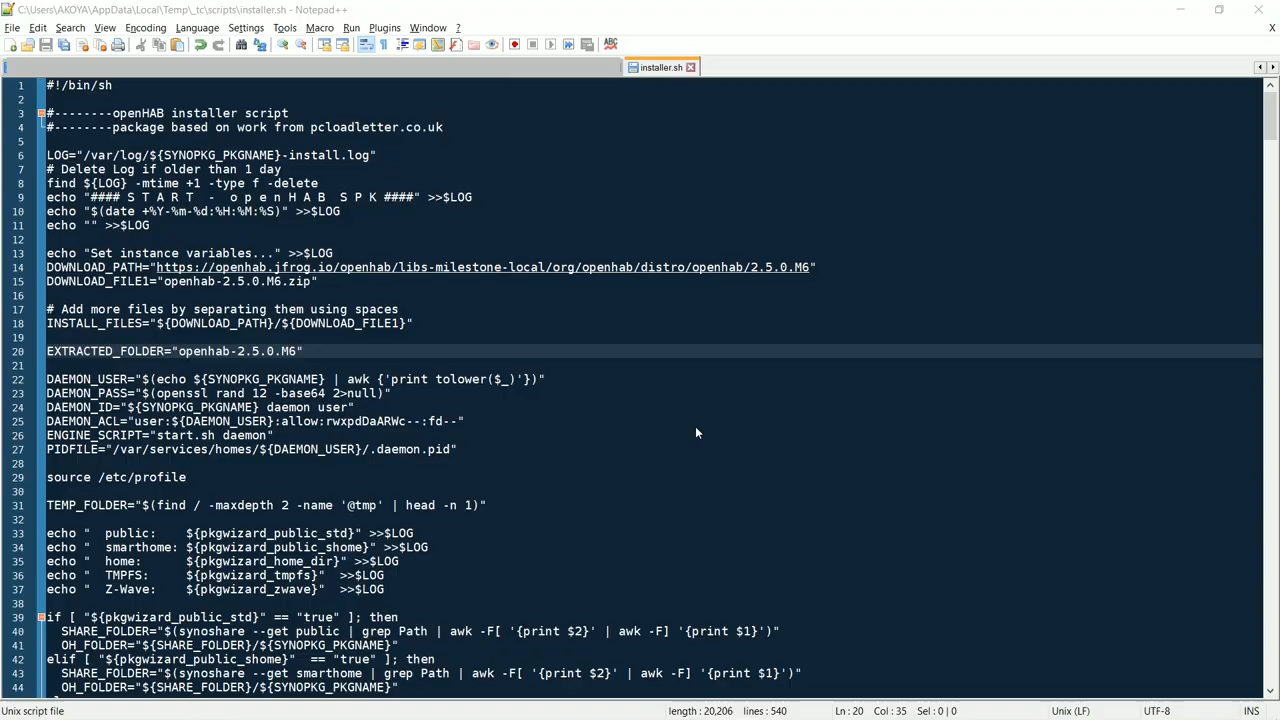 C:\Users\AKOYA\AppData\Local\Temp\_tc\scripts\installer.sh - Notepad++
File Edit Search View Encoding Language Settings Tools Macro Run Plugins Window ? X
installer.sh
1 #!/bin/sh
2
3 #--------openHAB installer script
4 #--------package based on work from pcloadletter.co.uk
5
6 LOG="/var/log/${SYNOPKG_PKGNAME}-install.log"
7 # Delete Log if older than 1 day
8 find ${LOG} -mtime +1 -type f -delete
9 echo "#### S T A R T  -  o p e n H A B  S P K ####" >>$LOG
10 echo "$(date +%Y-%m-%d:%H:%M:%S)" >>$LOG
11 echo "" >>$LOG
12
13 echo "Set instance variables..." >>$LOG
14 DOWNLOAD_PATH="https://openhab.jfrog.io/openhab/libs-milestone-local/org/openhab/distro/openhab/2.5.0.M6"
15 DOWNLOAD_FILE1="openhab-2.5.0.M6.zip"
16
17 # Add more files by separating them using spaces
18 INSTALL_FILES="${DOWNLOAD_PATH}/${DOWNLOAD_FILE1}"
19
20 EXTRACTED_FOLDER="openhab-2.5.0.M6"
21
22 DAEMON_USER="$(echo ${SYNOPKG_PKGNAME} | awk {'print tolower($_)'})"
23 DAEMON_PASS="$(openssl rand 12 -base64 2>null)"
24 DAEMON_ID="${SYNOPKG_PKGNAME} daemon user"
25 DAEMON_ACL="user:${DAEMON_USER}:allow:rwxpdDaARWc--:fd--"
26 ENGINE_SCRIPT="start.sh daemon"
27 PIDFILE="/var/services/homes/${DAEMON_USER}/.daemon.pid"
28
29 source /etc/profile
30
31 TEMP_FOLDER="$(find / -maxdepth 2 -name '@tmp' | head -n 1)"
32
33 echo "  public:    ${pkgwizard_public_std}" >>$LOG
34 echo "  smarthome: ${pkgwizard_public_shome}" >>$LOG
35 echo "  home:      ${pkgwizard_home_dir}" >>$LOG
36 echo "  TMPFS:     ${pkgwizard_tmpfs}"  >>$LOG
37 echo "  Z-Wave:    ${pkgwizard_zwave}"  >>$LOG
38
39 if [ "${pkgwizard_public_std}" == "true" ]; then
40   SHARE_FOLDER="$(synoshare --get public | grep Path | awk -F[ '{print $2}' | awk -F] '{print $1}')"
41   OH_FOLDER="${SHARE_FOLDER}/${SYNOPKG_PKGNAME}"
42 elif [ "${pkgwizard_public_shome}"  == "true" ]; then
43   SHARE_FOLDER="$(synoshare --get smarthome | grep Path | awk -F[ '{print $2}' | awk -F] '{print $1}')"
44   OH_FOLDER="${SHARE_FOLDER}/${SYNOPKG_PKGNAME}"
Unix script file length : 20,206 lines : 540 Ln : 20 Col : 35 Sel : 0 | 0 Unix (LF) UTF-8 INS